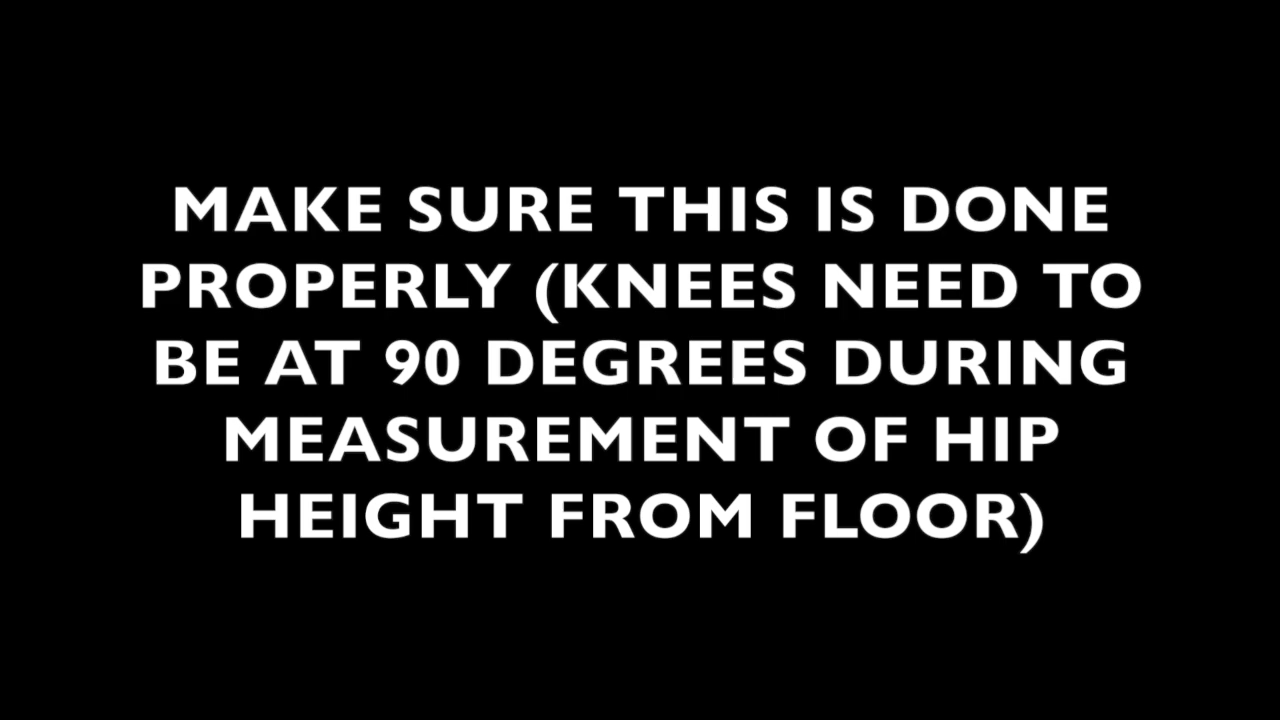 MAKE SURE THIS IS DONE
PROPERLY (KNEES NEED TO
BE AT 90 DEGREES DURING
MEASUREMENT OF HIP
HEIGHT FROM FLOOR)